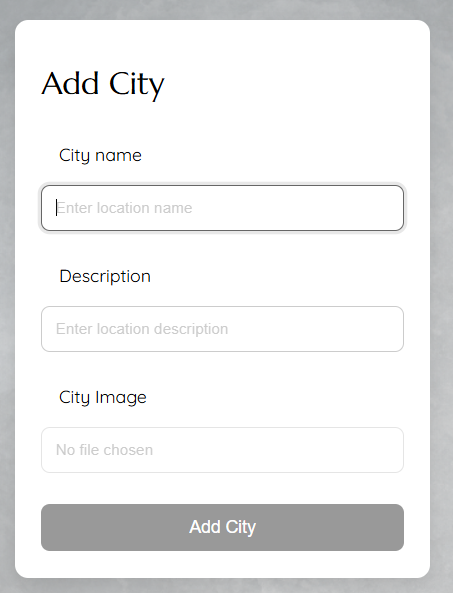 Add City
City name
Enter location name
Description
Enter location description
City Image
No file chosen
Add City